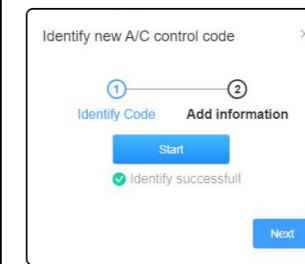 Identify new A/C control code
1 2
Identify Code Add information
Start
Identify successful!
Next